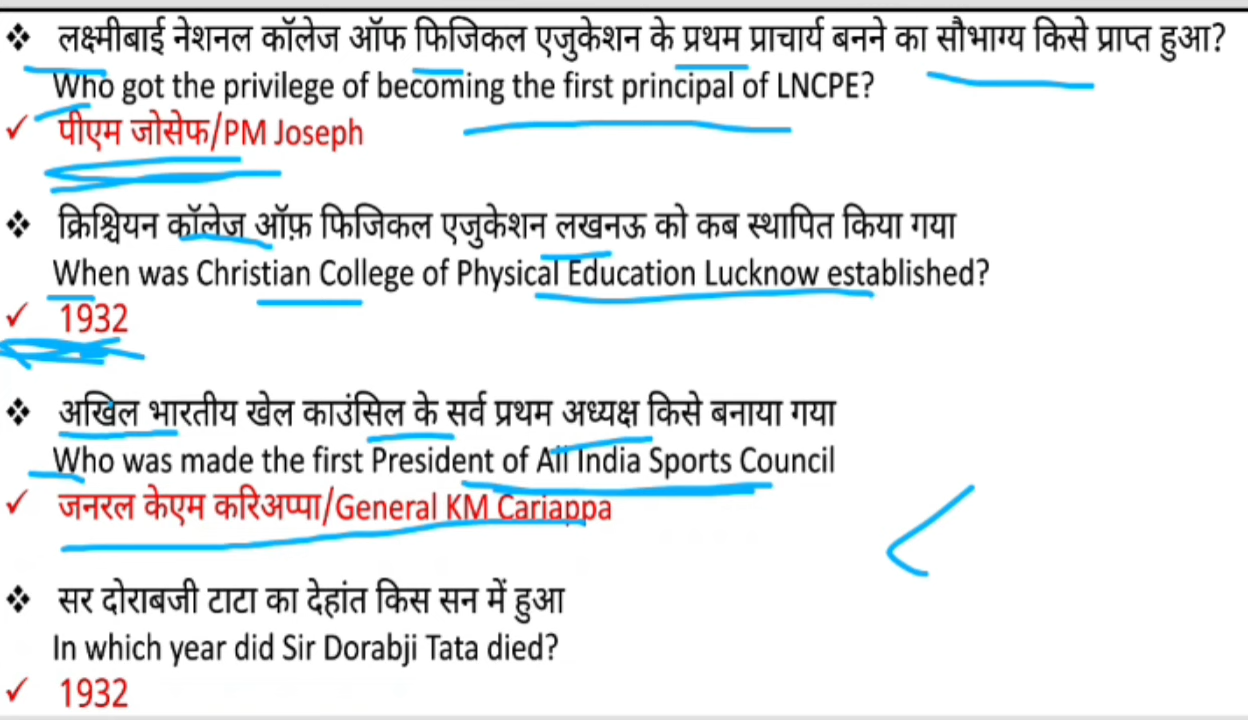 ❖ लक्ष्मीबाई नेशनल कॉलेज ऑफ फिजिकल एजुकेशन के प्रथम प्राचार्य बनने का सौभाग्य किसे प्राप्त हुआ?
Who got the privilege of becoming the first principal of LNCPE?
✓ पीएम जोसेफ/PM Joseph
❖ क्रिश्चियन कॉलेज ऑफ़ फिजिकल एजुकेशन लखनऊ को कब स्थापित किया गया
When was Christian College of Physical Education Lucknow established?
✓ 1932
❖ अखिल भारतीय खेल काउंसिल के सर्व प्रथम अध्यक्ष किसे बनाया गया
Who was made the first President of All India Sports Council
✓ जनरल केएम करिअप्पा/General KM Cariappa
❖ सर दोराबजी टाटा का देहांत किस सन में हुआ
In which year did Sir Dorabji Tata died?
✓ 1932